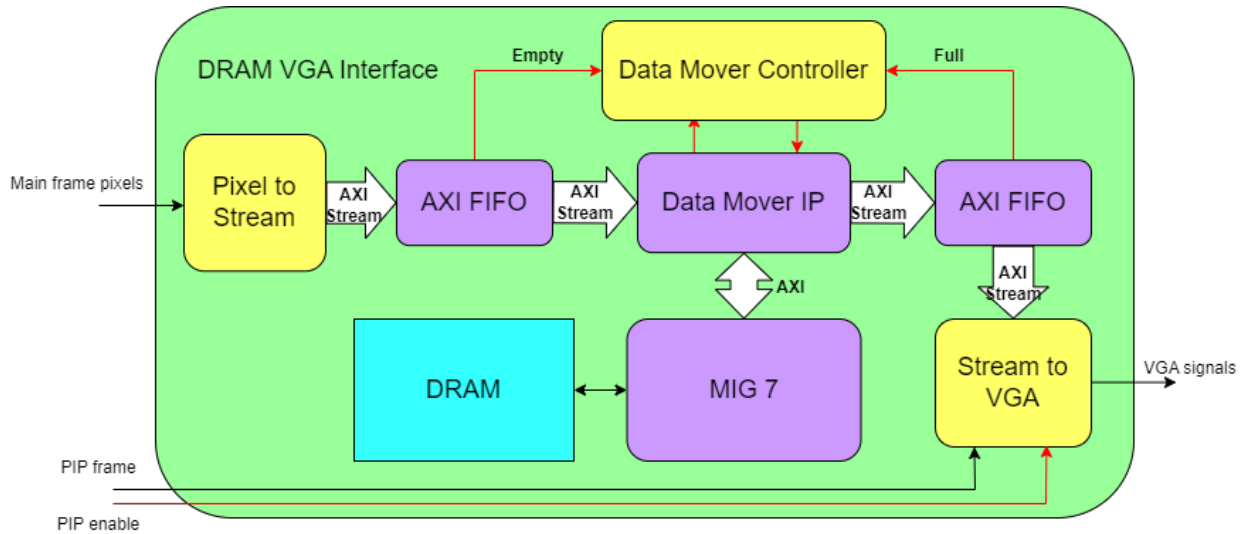 DRAM VGA Interface
Empty
Data Mover Controller
Full
Main frame pixels
Pixel to
Stream
AXI
Stream
AXI FIFO
AXI
Stream
Data Mover IP
AXI
Stream
AXI FIFO
AXI
AXI
Stream
DRAM
MIG 7
Stream to
VGA
VGA signals
PIP frame
PIP enable